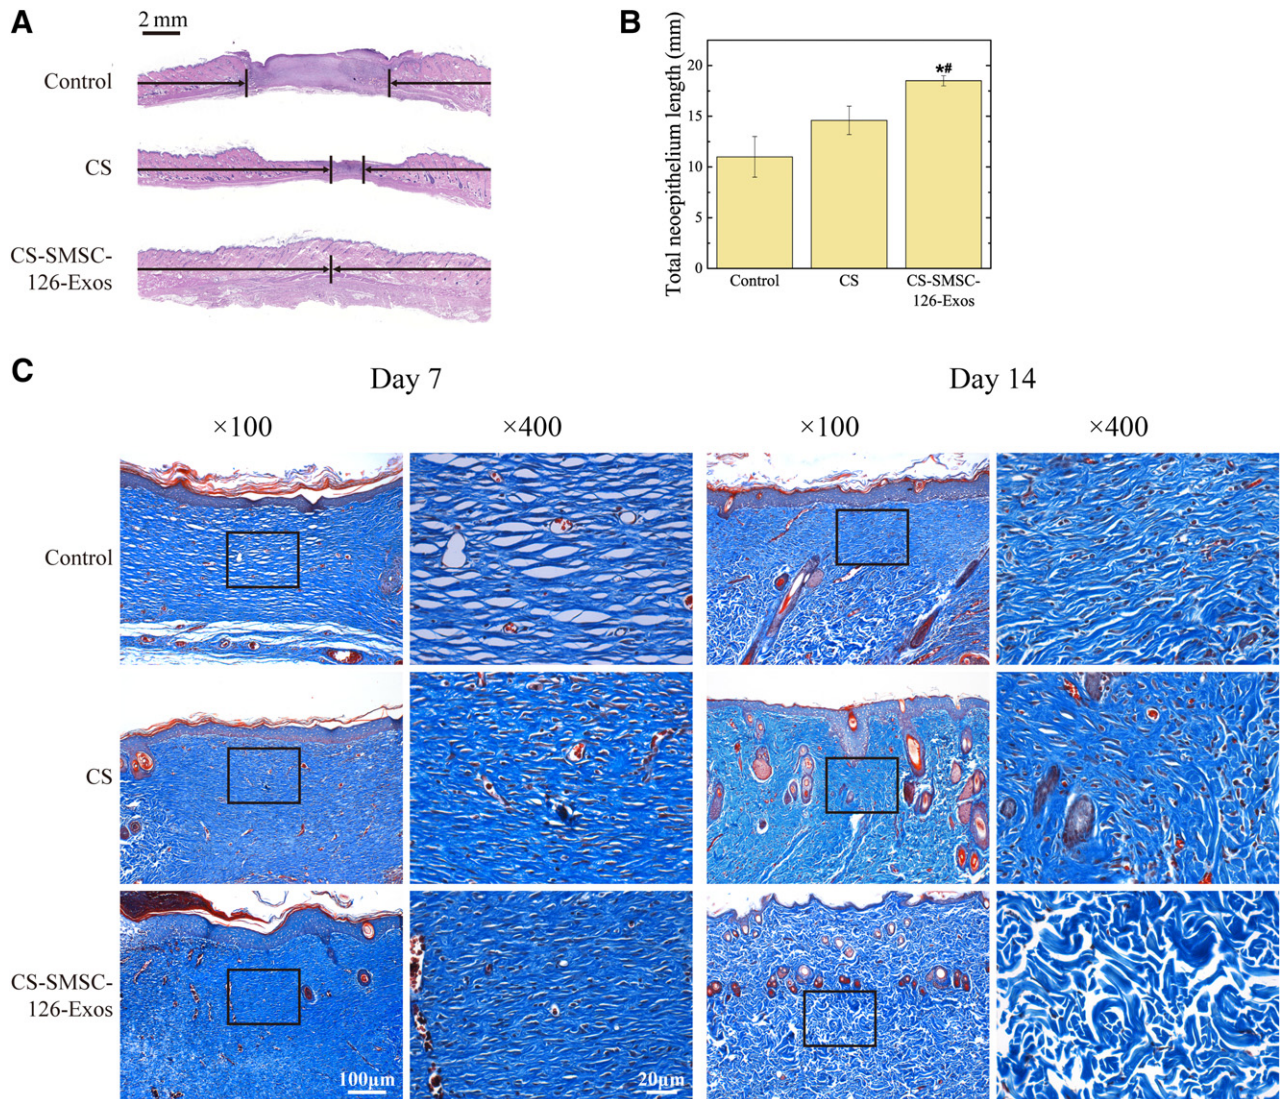 A
2 mm
Control
CS
CS-SMSC-
126-Exos
B
Total neoepithelium length (mm)
20
15
10
5
0
*#
Control
CS
CS-SMSC-
126-Exos
C
Day 7
Day 14
×100
×400
×100
×400
Control
CS
CS-SMSC-
126-Exos
100μm
20μm